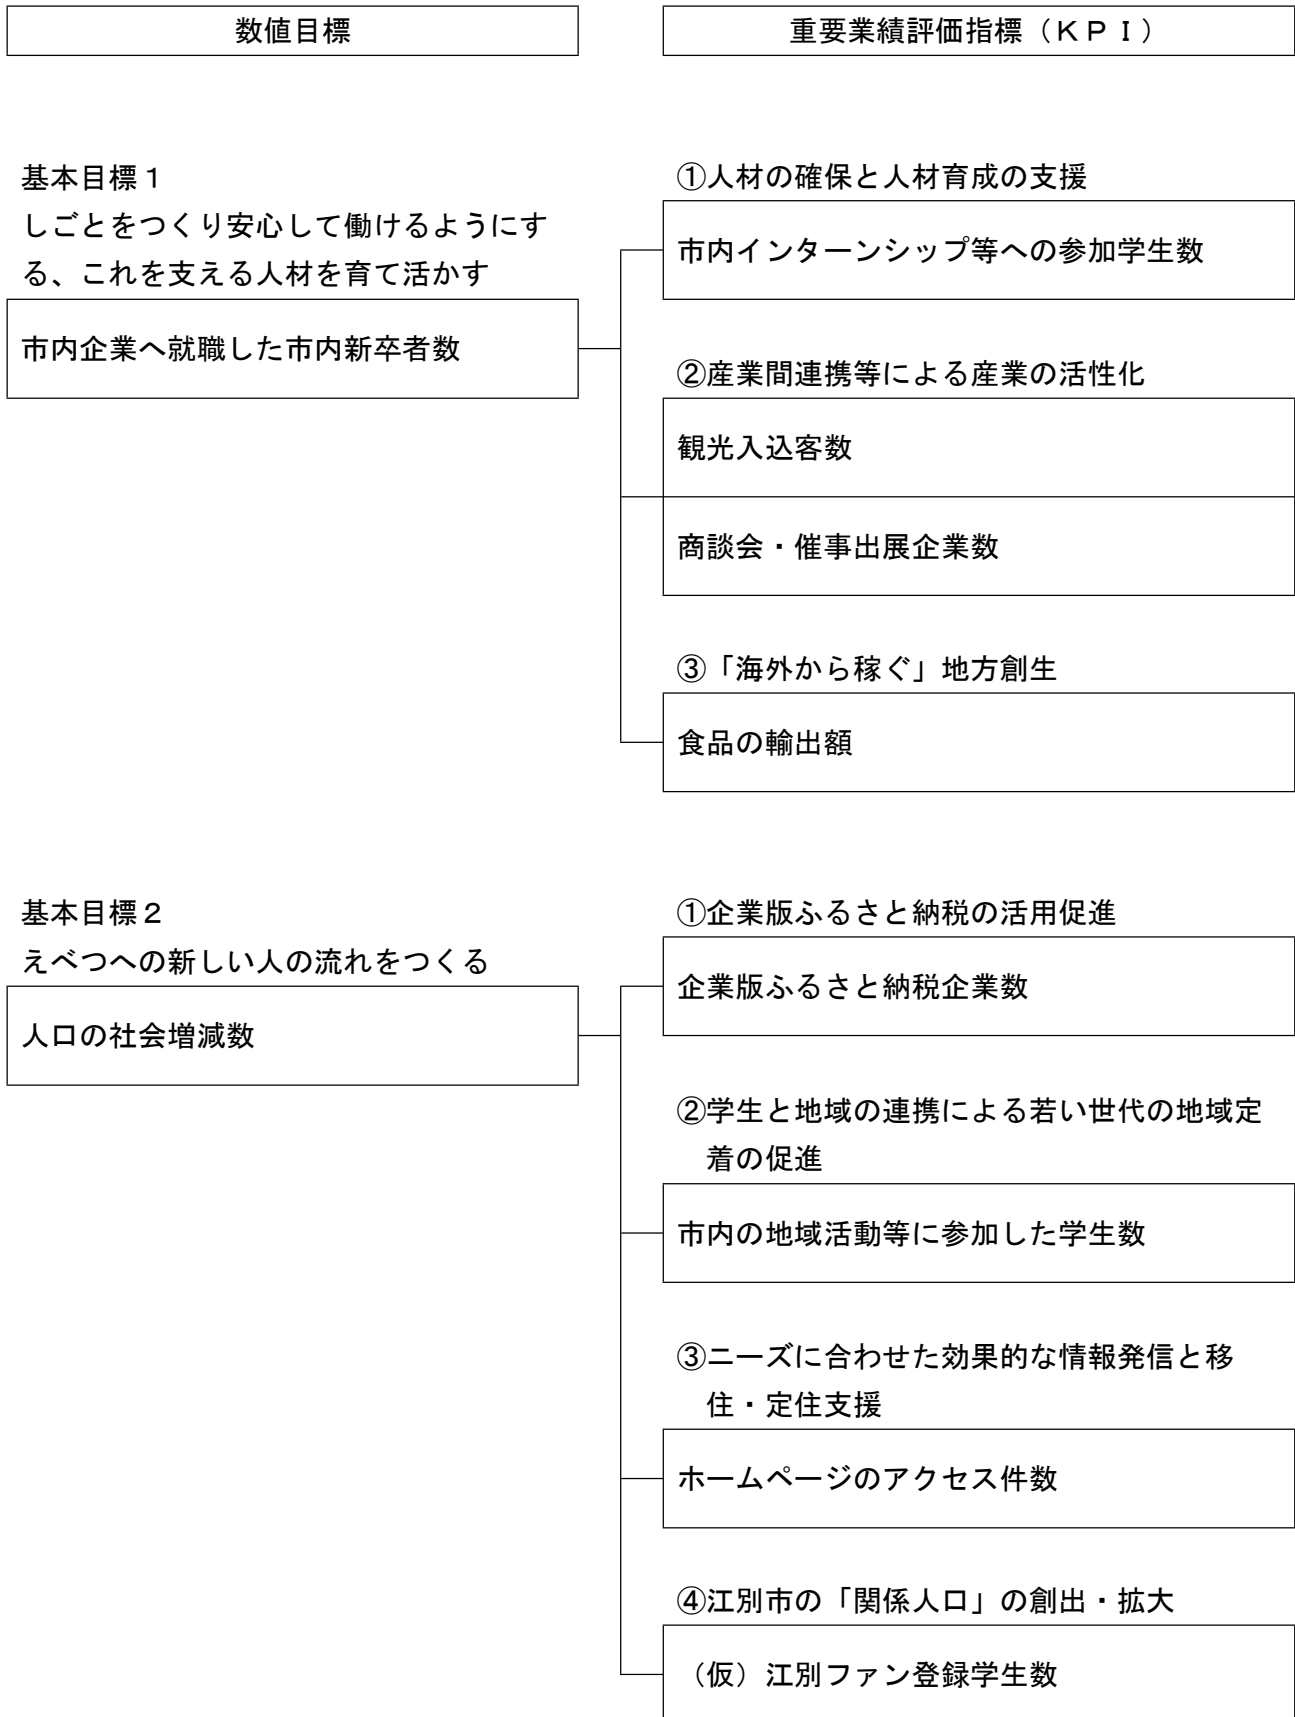 数値目標
重要業績評価指標（ＫＰＩ）
基本目標１
しごとをつくり安心して働けるようにす
る、これを支える人材を育て活かす
市内企業へ就職した市内新卒者数
①人材の確保と人材育成の支援
市内インターンシップ等への参加学生数
②産業間連携等による産業の活性化
観光入込客数
商談会・催事出展企業数
③「海外から稼ぐ」地方創生
食品の輸出額
基本目標２
えべつへの新しい人の流れをつくる
人口の社会増減数
①企業版ふるさと納税の活用促進
企業版ふるさと納税企業数
②学生と地域の連携による若い世代の地域定
着の促進
市内の地域活動等に参加した学生数
③ニーズに合わせた効果的な情報発信と移
住・定住支援
ホームページのアクセス件数
④江別市の「関係人口」の創出・拡大
（仮）江別ファン登録学生数